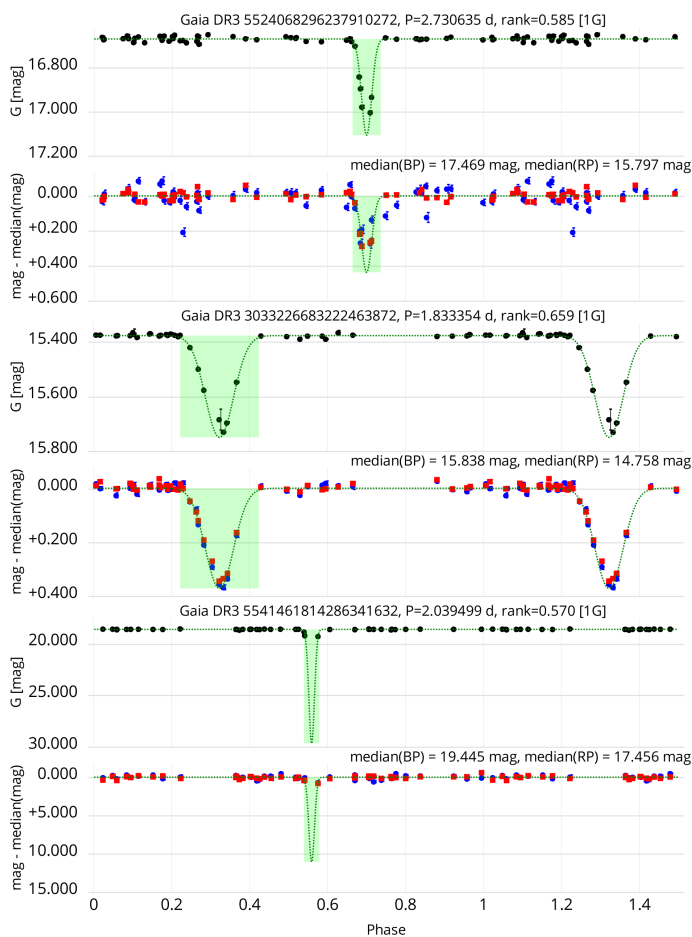 Gaia DR3 5524068296237910272, P=2.730635 d, rank=0.585 [1G]
16.800
17.000
17.200
G [mag]
median(BP) = 17.469 mag, median(RP) = 15.797 mag
0.000
+0.200
+0.400
+0.600
mag - median(mag)
Gaia DR3 3033226683222463872, P=1.833354 d, rank=0.659 [1G]
15.400
15.600
15.800
G [mag]
median(BP) = 15.838 mag, median(RP) = 14.758 mag
0.000
+0.200
+0.400
mag - median(mag)
Gaia DR3 5541461814286341632, P=2.039499 d, rank=0.570 [1G]
20.000
25.000
30.000
G [mag]
median(BP) = 19.445 mag, median(RP) = 17.456 mag
0.000
+5.000
10.000
15.000
mag - median(mag)
0 0.2 0.4 0.6 0.8 1 1.2 1.4
Phase